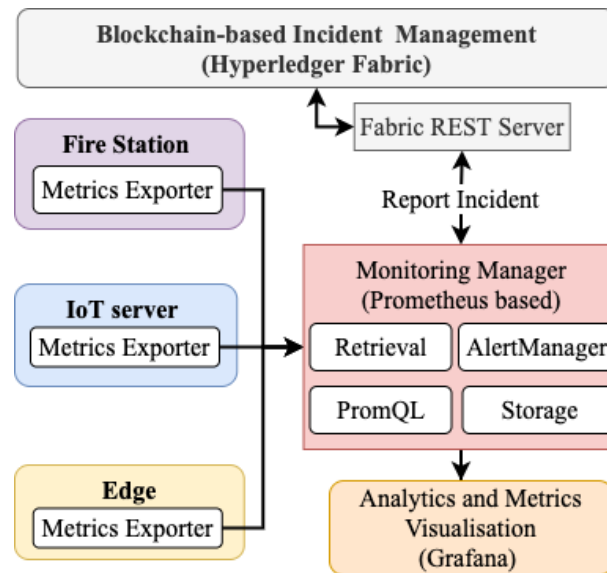 Blockchain-based Incident Management
(Hyperledger Fabric)
Fabric REST Server
Fire Station
Metrics Exporter
Report Incident
Monitoring Manager
(Prometheus based)
IoT server
Metrics Exporter
Retrieval
AlertManager
PromQL
Storage
Edge
Metrics Exporter
Analytics and Metrics
Visualisation
(Grafana)